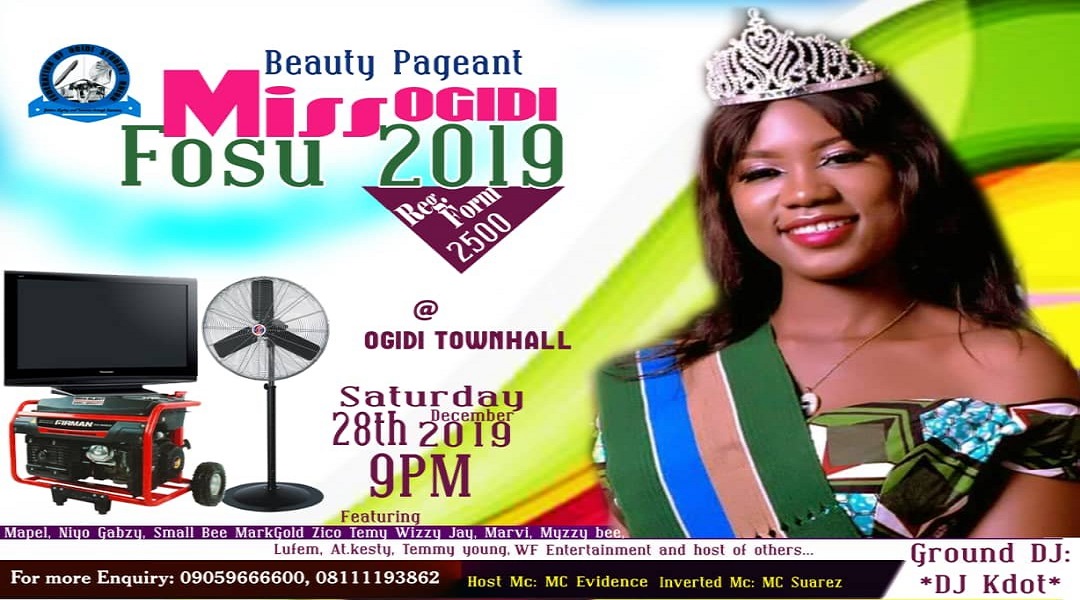 Beauty Pageant
Miss OGIDI
Fosu 2019
Reg. Form
2500
@
OGIDI TOWNHALL
Saturday
28th December 2019
9PM
Featuring
Mapel, Niyo Gabzy, Small Bee MarkGold Zico Temy Wizzy Jay, Marvi, Myzzy bee,
Lufem, At.kesty, Temmy young, WF Entertainment and host of others...
For more Enquiry: 09059666600, 08111193862
Host Mc: MC Evidence Inverted Mc: MC Suarez
Ground DJ:
*DJ Kdot*
FIRMAN